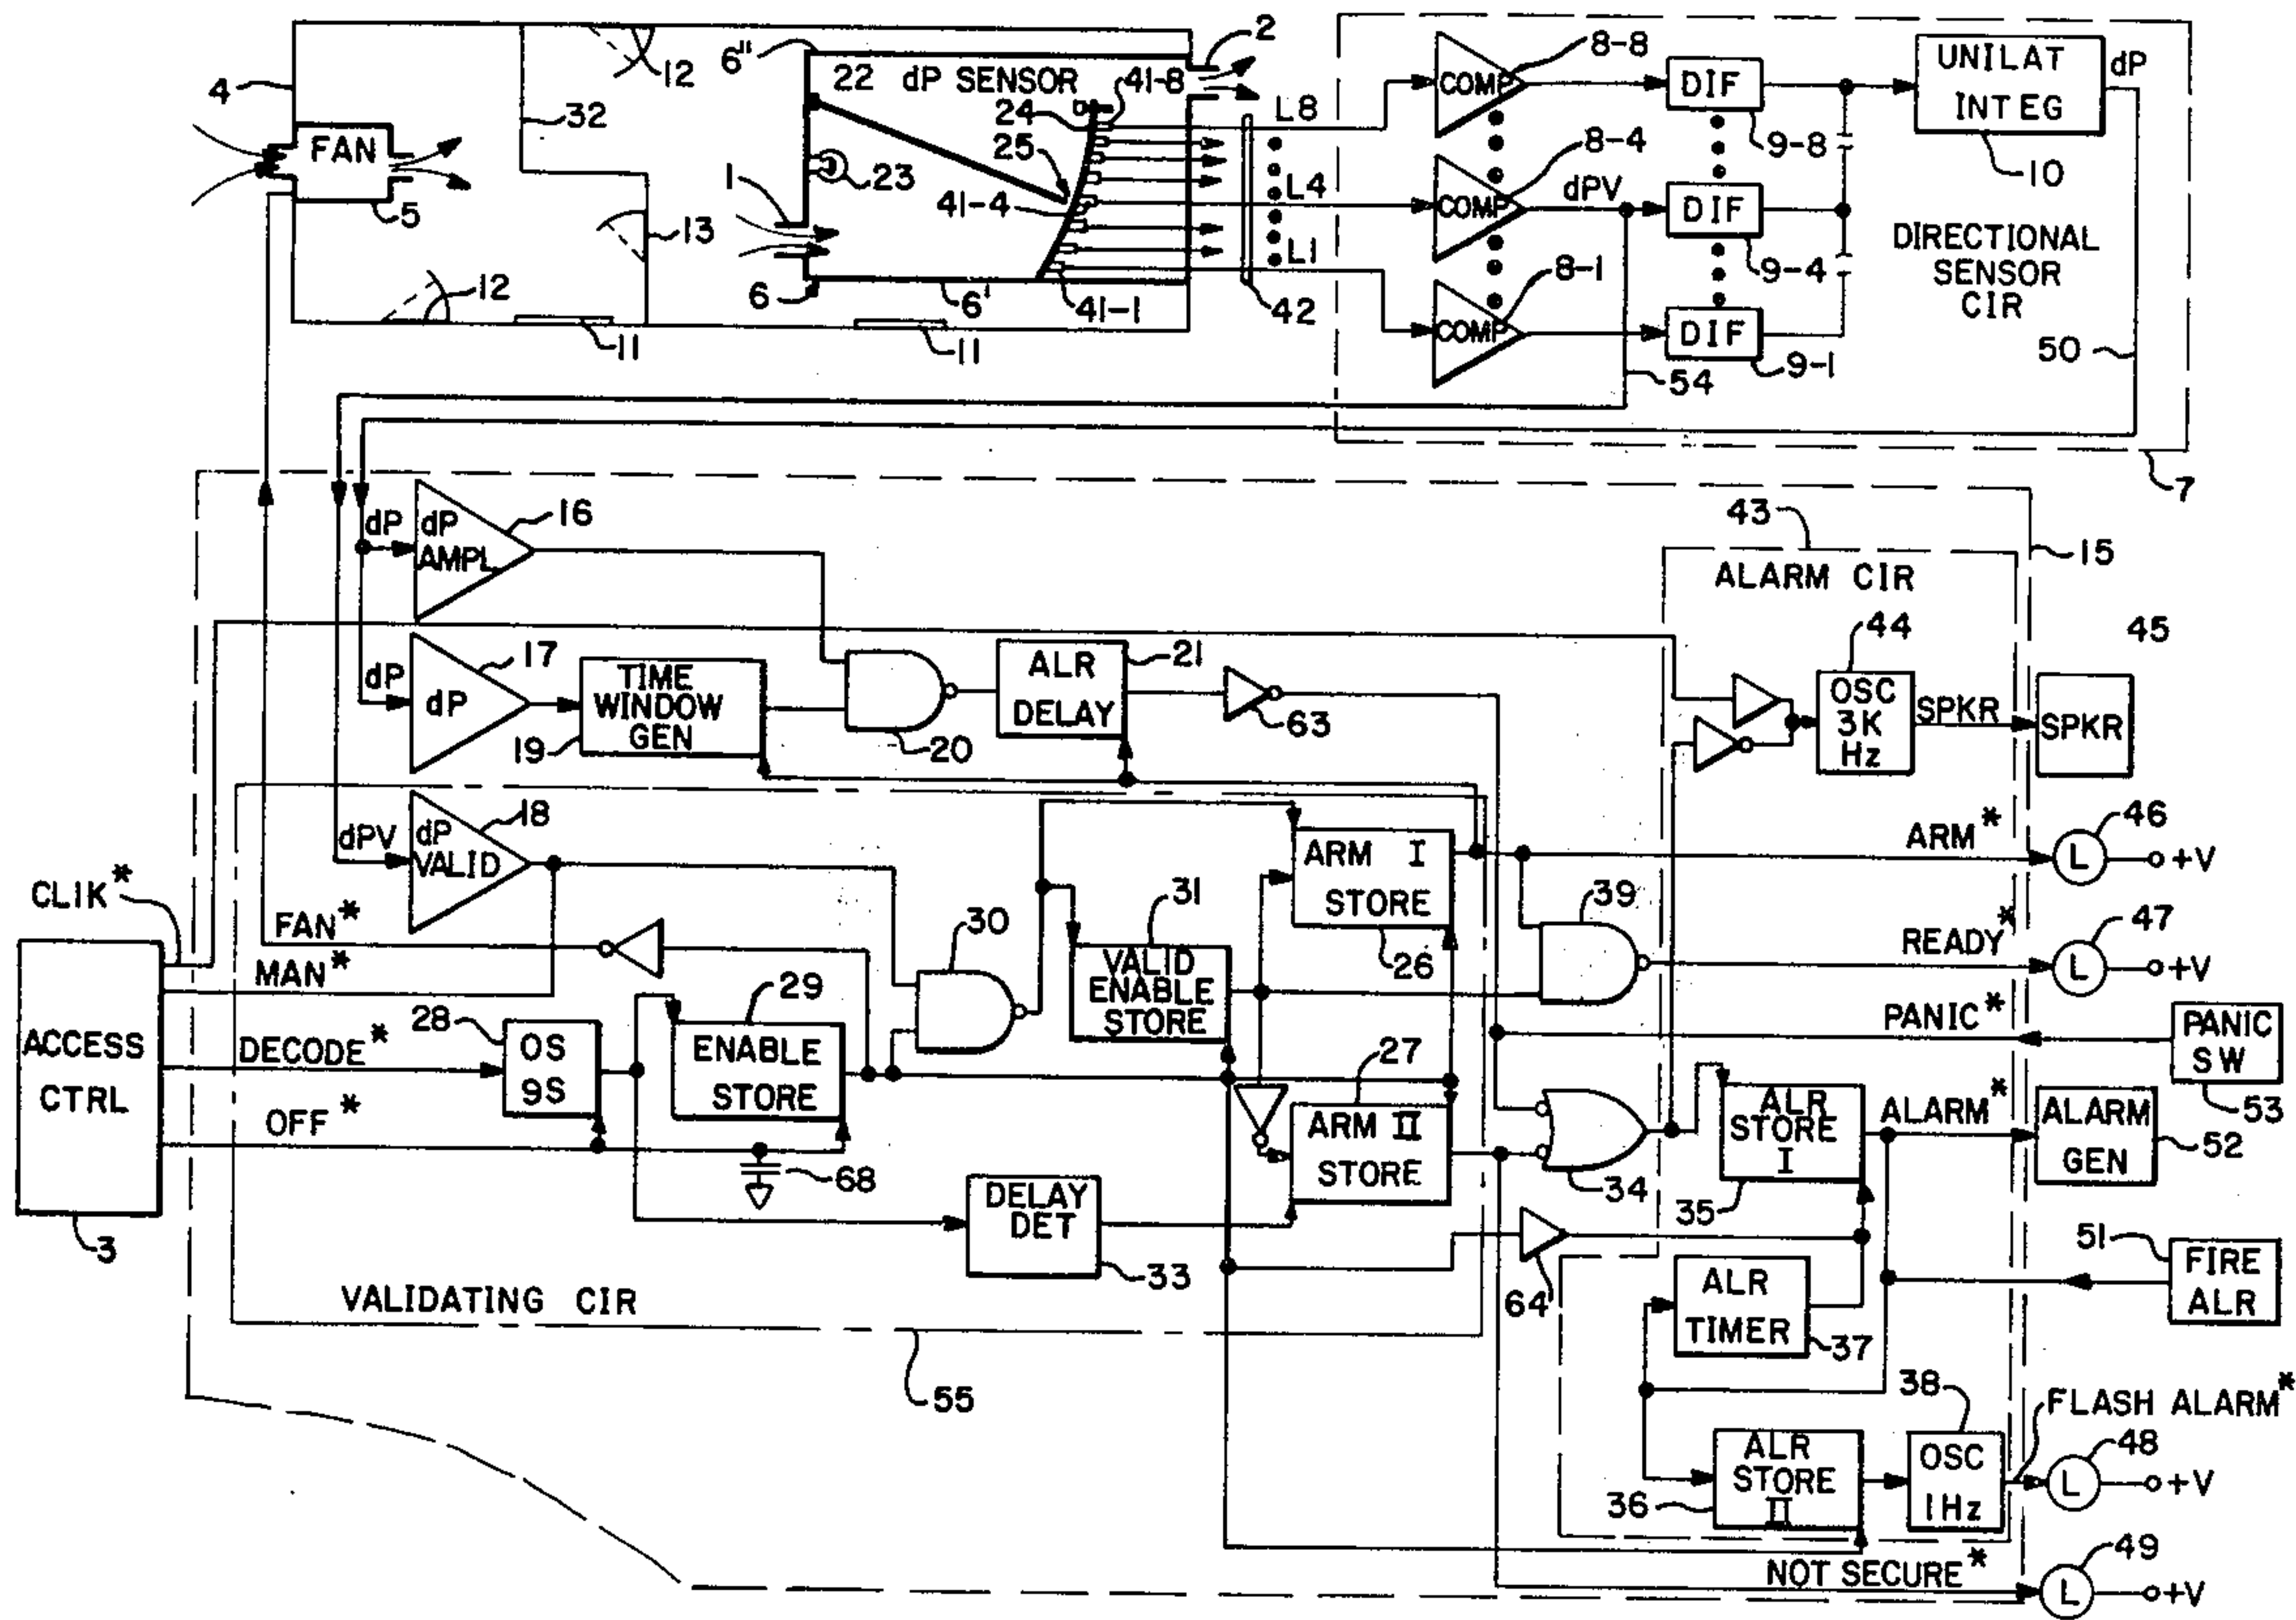 6" 2 8-8
12 22 dP SENSOR 41-8 COMP DIF UNILAT INTEG dP
4 32 24 L8 8-4 9-8 10
FAN 25
5 1 23 41-4 L4 COMP dPV DIF
13 L1 8-1 9-4 DIRECTIONAL SENSOR CIR
12 6 6' 41-1 42 COMP DIF 50
11 11 54 9-1
7
dP dP AMPL 16 43 15
ALARM CIR
dP dP 17 TIME WINDOW GEN 19 20 ALR DELAY 21 63 44 OSC 3K Hz SPKR 45 SPKR
dPV dP VALID 18 ARM I STORE 26 ARM* 46 L +V
CLIK*
FAN* 30 31 39 READY* 47 L +V
MAN* VALID ENABLE STORE
28 29 PANIC* PANIC SW 53
ACCESS CTRL DECODE* OS 9S ENABLE STORE 27
OFF* ARM II STORE 34 ALR STORE I ALARM* ALARM GEN 52
3 68 DELAY DET 33 35
64 51 FIRE ALR
VALIDATING CIR ALR TIMER 37
55 38 FLASH ALARM*
36 ALR STORE II OSC 1Hz 48 L +V
NOT SECURE* 49 L +V